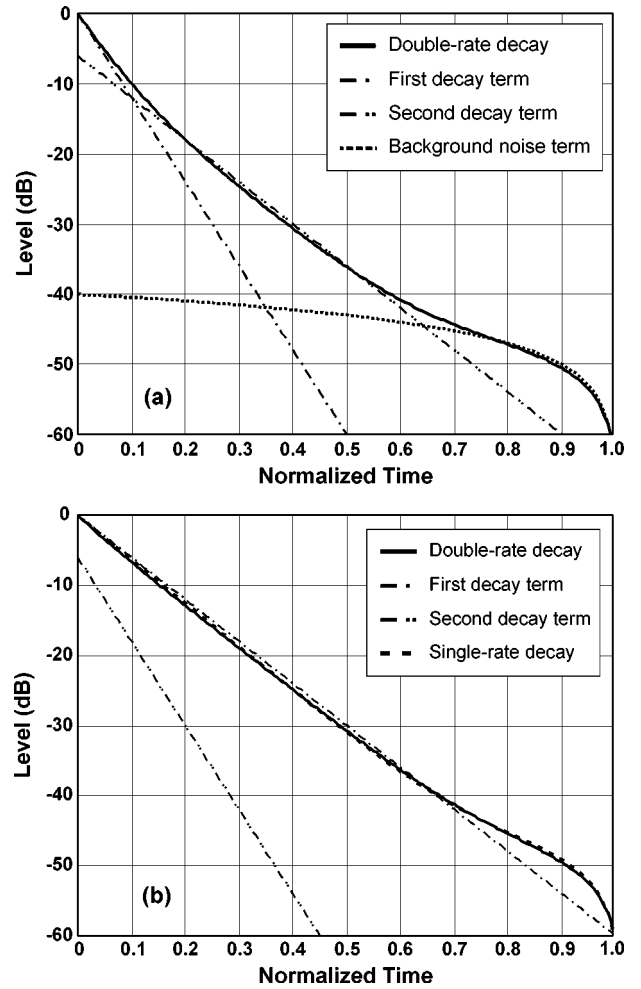 0
-10
-20
-30
-40
-50
-60
Level (dB)
Double-rate decay
First decay term
Second decay term
Background noise term
(a)
0 0.1 0.2 0.3 0.4 0.5 0.6 0.7 0.8 0.9 1.0
Normalized Time
0
-10
-20
-30
-40
-50
-60
Level (dB)
Double-rate decay
First decay term
Second decay term
Single-rate decay
(b)
0 0.1 0.2 0.3 0.4 0.5 0.6 0.7 0.8 0.9 1.0
Normalized Time